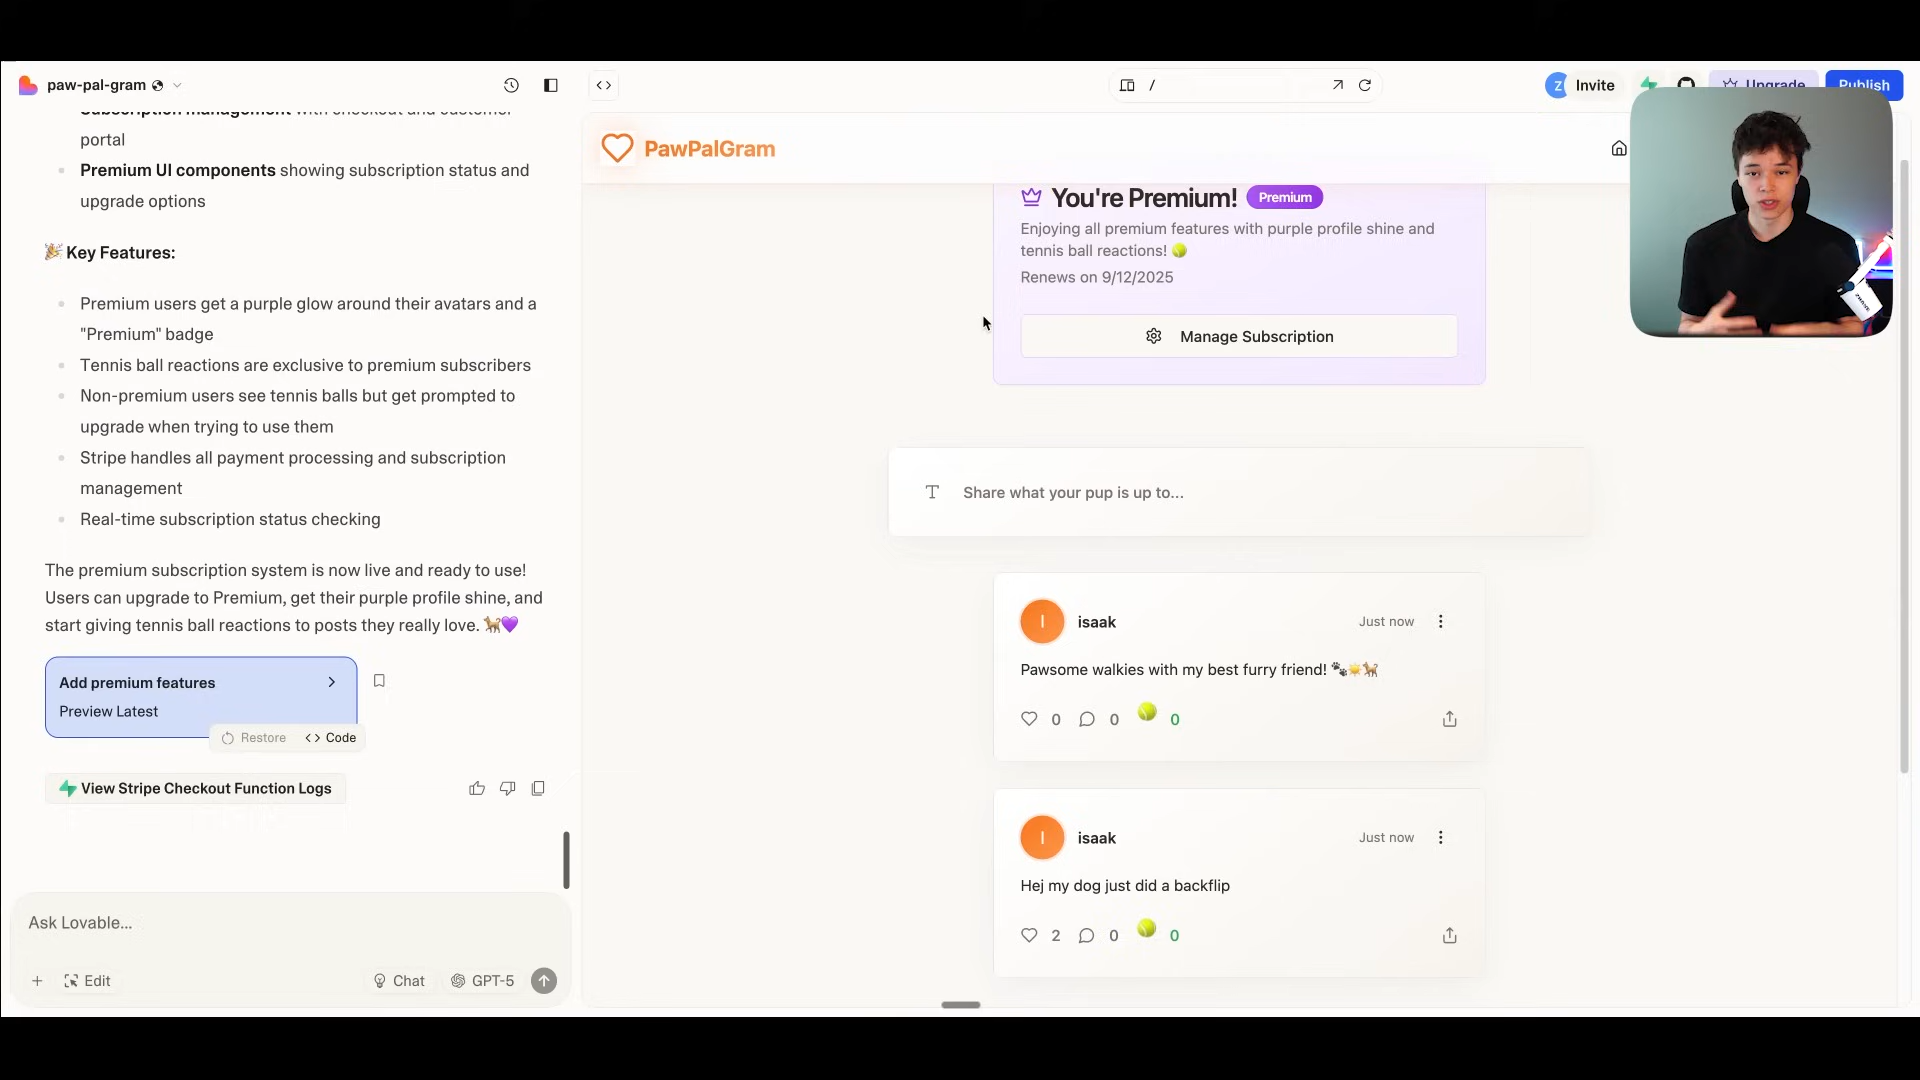 paw-pal-gram
/
Z
Invite
Upgrade
Publish
Subscription management with checkout and customer
portal
Premium UI components showing subscription status and
upgrade options
Key Features:
Premium users get a purple glow around their avatars and a
"Premium" badge
Tennis ball reactions are exclusive to premium subscribers
Non-premium users see tennis balls but get prompted to
upgrade when trying to use them
Stripe handles all payment processing and subscription
management
Real-time subscription status checking
The premium subscription system is now live and ready to use!
Users can upgrade to Premium, get their purple profile shine, and
start giving tennis ball reactions to posts they really love. 🐕💜
Add premium features
Preview Latest
Restore
Code
View Stripe Checkout Function Logs
Ask Lovable...
Edit
Chat
GPT-5
PawPalGram
You're Premium!
Premium
Enjoying all premium features with purple profile shine and
tennis ball reactions! 🎾
Renews on 9/12/2025
Manage Subscription
Share what your pup is up to...
I
isaak
Just now
Pawsome walkies with my best furry friend! 🐾☀️🐕
0 0 0
I
isaak
Just now
Hej my dog just did a backflip
2 0 0